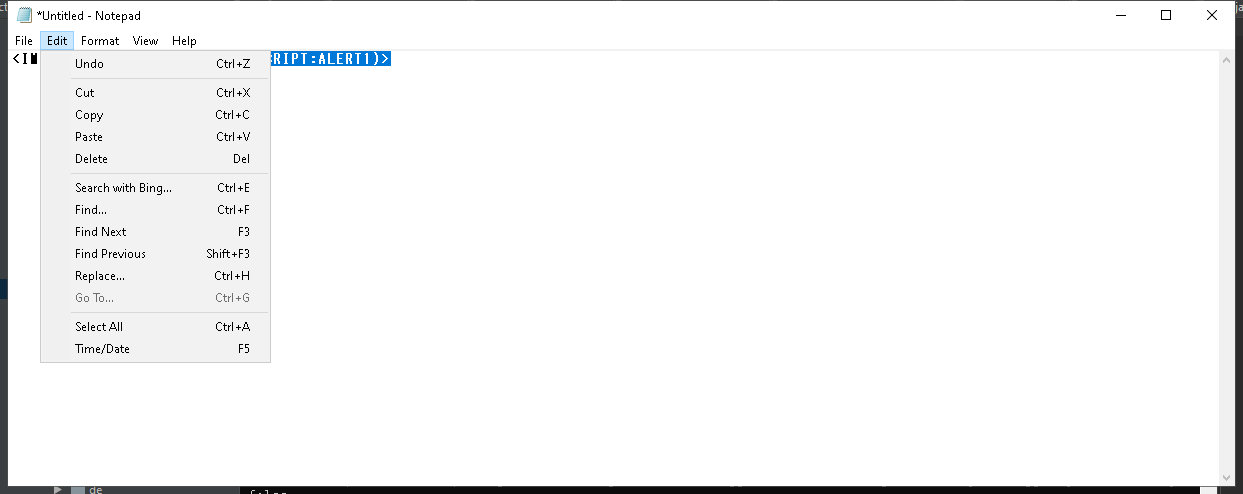 *Untitled - Notepad
File Edit Format View Help
<IM RIPT:ALERT1)>
Undo Ctrl+Z
Cut Ctrl+X
Copy Ctrl+C
Paste Ctrl+V
Delete Del
Search with Bing... Ctrl+E
Find... Ctrl+F
Find Next F3
Find Previous Shift+F3
Replace... Ctrl+H
Go To... Ctrl+G
Select All Ctrl+A
Time/Date F5
de